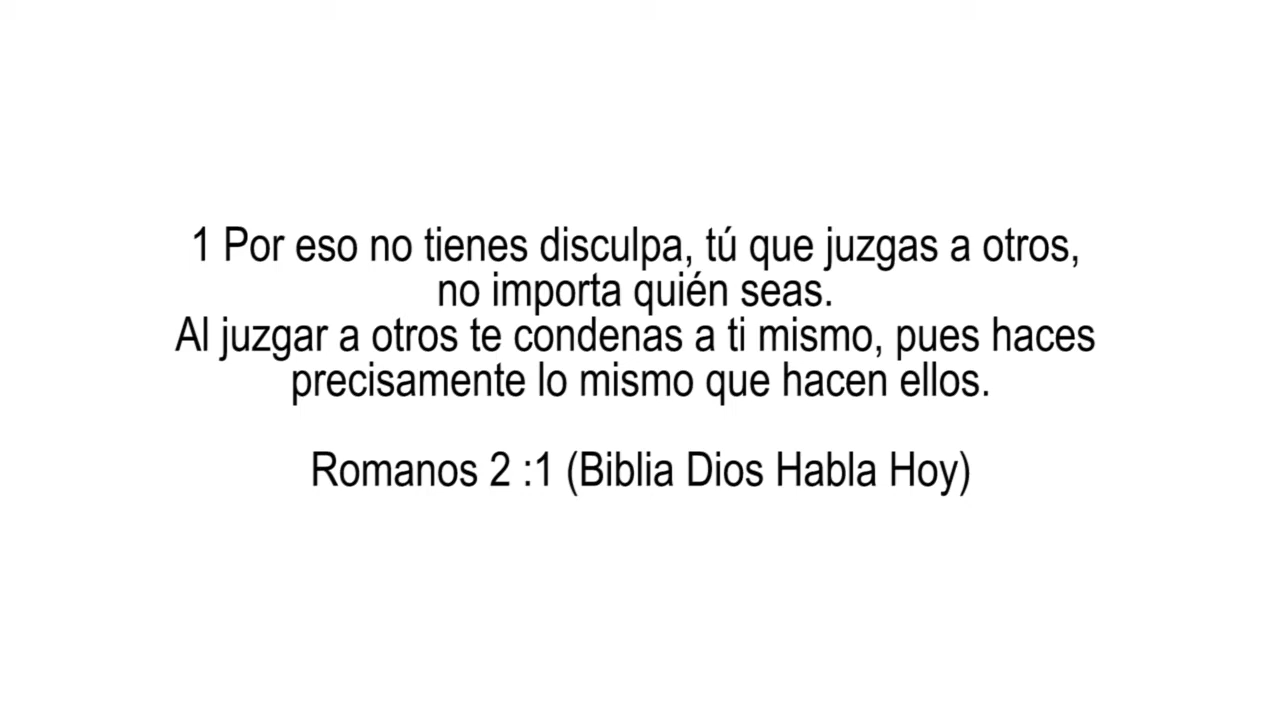 1 Por eso no tienes disculpa, tú que juzgas a otros,
no importa quién seas.
Al juzgar a otros te condenas a ti mismo, pues haces
precisamente lo mismo que hacen ellos.
Romanos 2 :1 (Biblia Dios Habla Hoy)